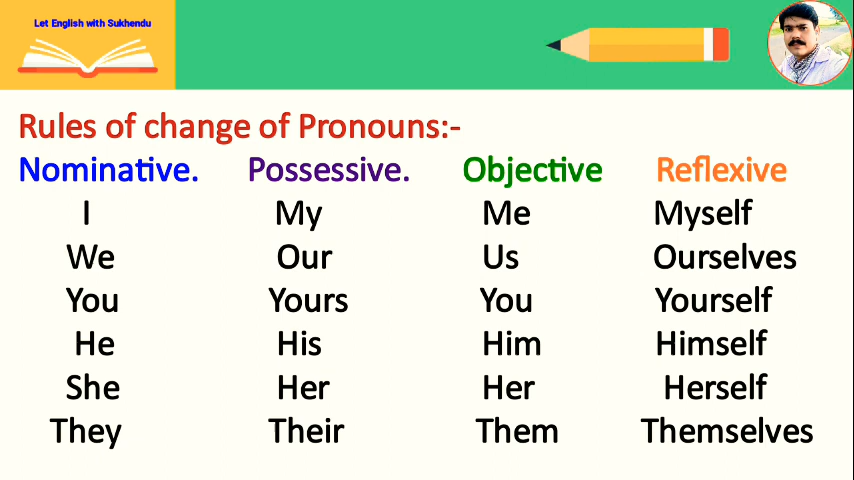 Let English with Sukhendu
Rules of change of Pronouns:-
Nominative. Possessive. Objective Reflexive
I My Me Myself
We Our Us Ourselves
You Yours You Yourself
He His Him Himself
She Her Her Herself
They Their Them Themselves